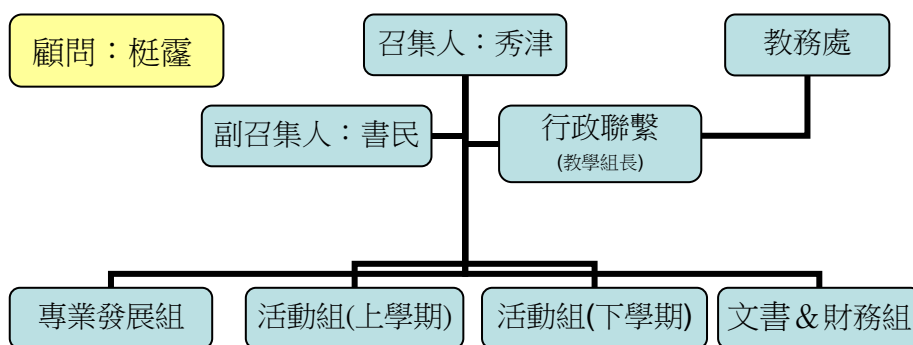 顧問：梃霳
召集人：秀津
教務處
副召集人：書民
行政聯繫
(教學組長)
專業發展組
活動組(上學期)
活動組(下學期)
文書＆財務組